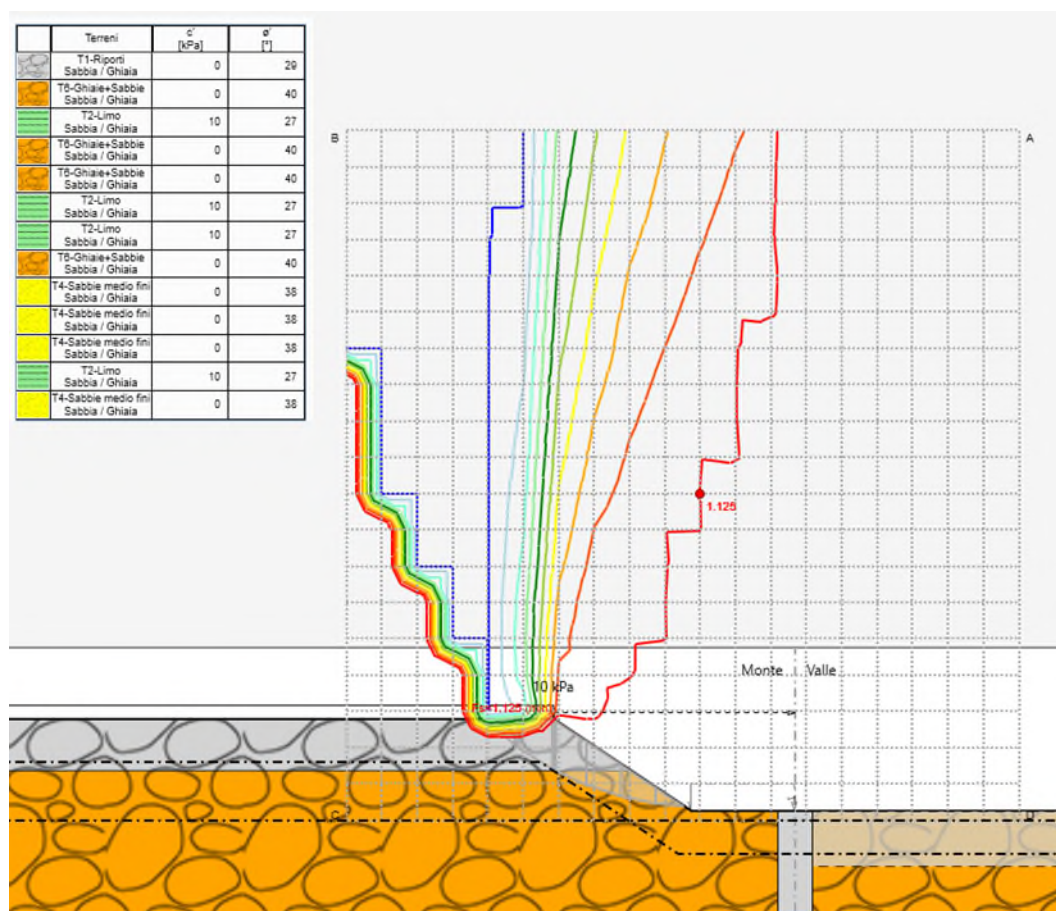 Terreni c' ø'
[kPa] [°]
T1-Riporti
Sabbia / Ghiaia 0 29
T6-Ghiaie+Sabbie
Sabbia / Ghiaia 0 40
T2-Limo
Sabbia / Ghiaia 10 27
T6-Ghiaie+Sabbie
Sabbia / Ghiaia 0 40
T6-Ghiaie+Sabbie
Sabbia / Ghiaia 0 40
T2-Limo
Sabbia / Ghiaia 10 27
T2-Limo
Sabbia / Ghiaia 10 27
T6-Ghiaie+Sabbie
Sabbia / Ghiaia 0 40
T4-Sabbie medio fini
Sabbia / Ghiaia 0 38
T4-Sabbie medio fini
Sabbia / Ghiaia 0 38
T4-Sabbie medio fini
Sabbia / Ghiaia 0 38
T2-Limo
Sabbia / Ghiaia 10 27
T4-Sabbie medio fini
Sabbia / Ghiaia 0 38
B A
1.125
Monte Valle
10 kPa
Fs=1.125